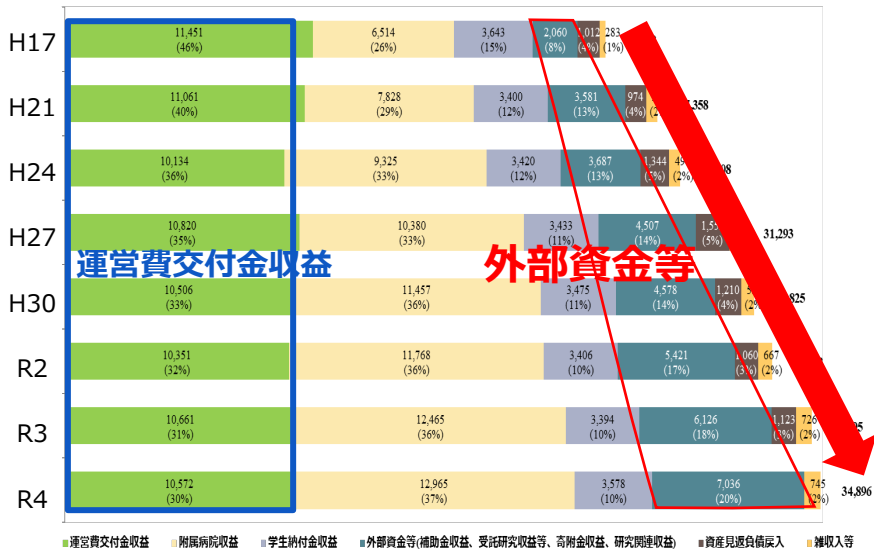 H17
11,451 6,514 3,643 2,060 1,012 283
(46%) (26%) (15%) (8%) (4%) (1%)
H21
11,061 7,828 3,400 3,581 974
(40%) (29%) (12%) (13%) (4%)
H24
10,134 9,325 3,420 3,687 1,344
(36%) (33%) (12%) (13%) (2%)
H27
10,820 10,380 3,433 4,507 31,293
(35%) (33%) (11%) (14%) (5%)
運営費交付金収益 外部資金等
H30
10,506 11,457 3,475 4,578 1,210
(33%) (36%) (11%) (14%) (4%)
R2
10,351 11,768 3,406 5,421 1,060 667
(32%) (36%) (10%) (17%) (3%) (2%)
R3
10,661 12,465 3,394 6,126 1,123 726
(31%) (36%) (10%) (18%) (3%) (2%)
R4
10,572 12,965 3,578 7,036 745 34,896
(30%) (37%) (10%) (20%) (2%)
運営費交付金収益 附属病院収益 学生納付金収益 外部資金等(補助金収益、受託研究収益等、寄附金収益、研究関連収益) 資産見返負債戻入 雑収入等